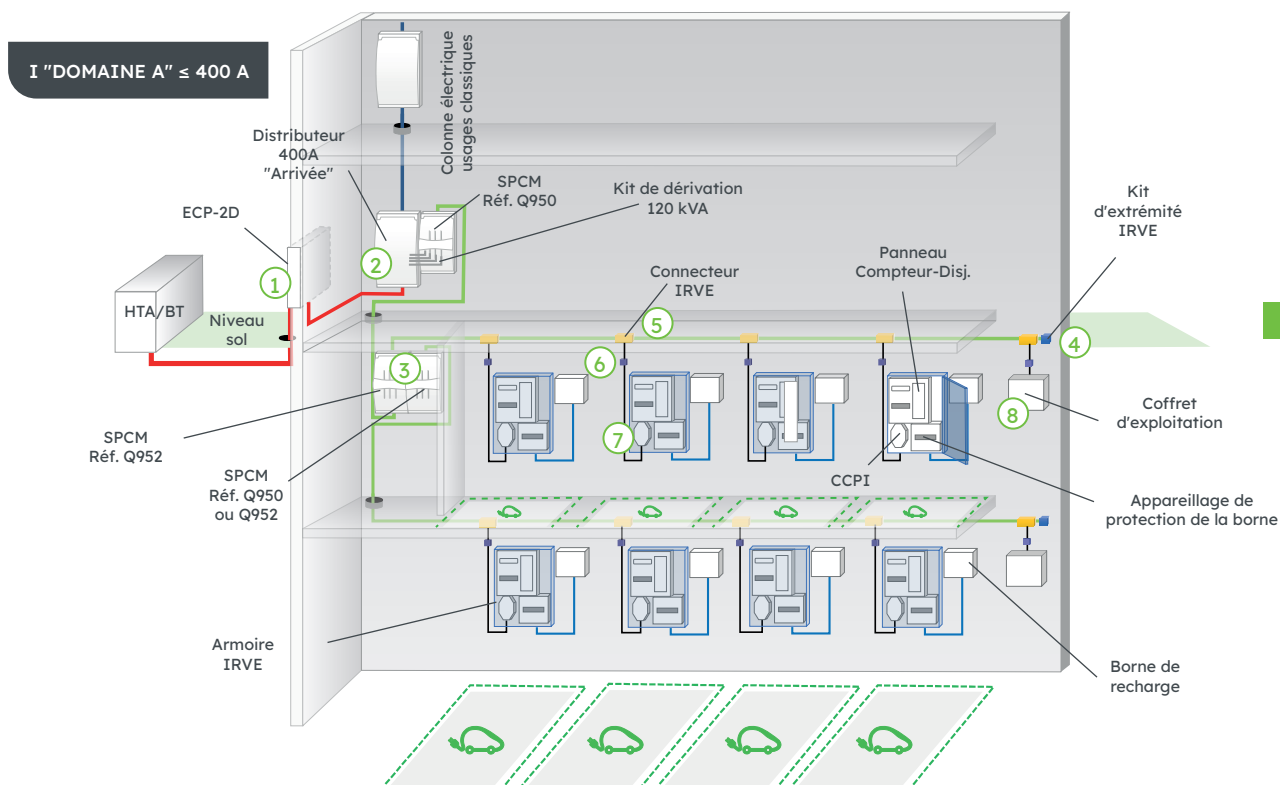 I "DOMAINE A" ≤ 400 A
Colonne électrique
usages classiques
Distributeur
400A
"Arrivée"
SPCM
Réf. Q950
Kit de dérivation
120 kVA
Kit
d'extrémité
IRVE
ECP-2D
Panneau
Compteur-Disj.
Connecteur
IRVE
1
2
HTA/BT
Niveau
sol
5
4
3
6
8
Coffret
d'exploitation
7
SPCM
Réf. Q952
SPCM
Réf. Q950
ou Q952
CCPI
Appareillage de
protection de la borne
Armoire
IRVE
Borne de
recharge